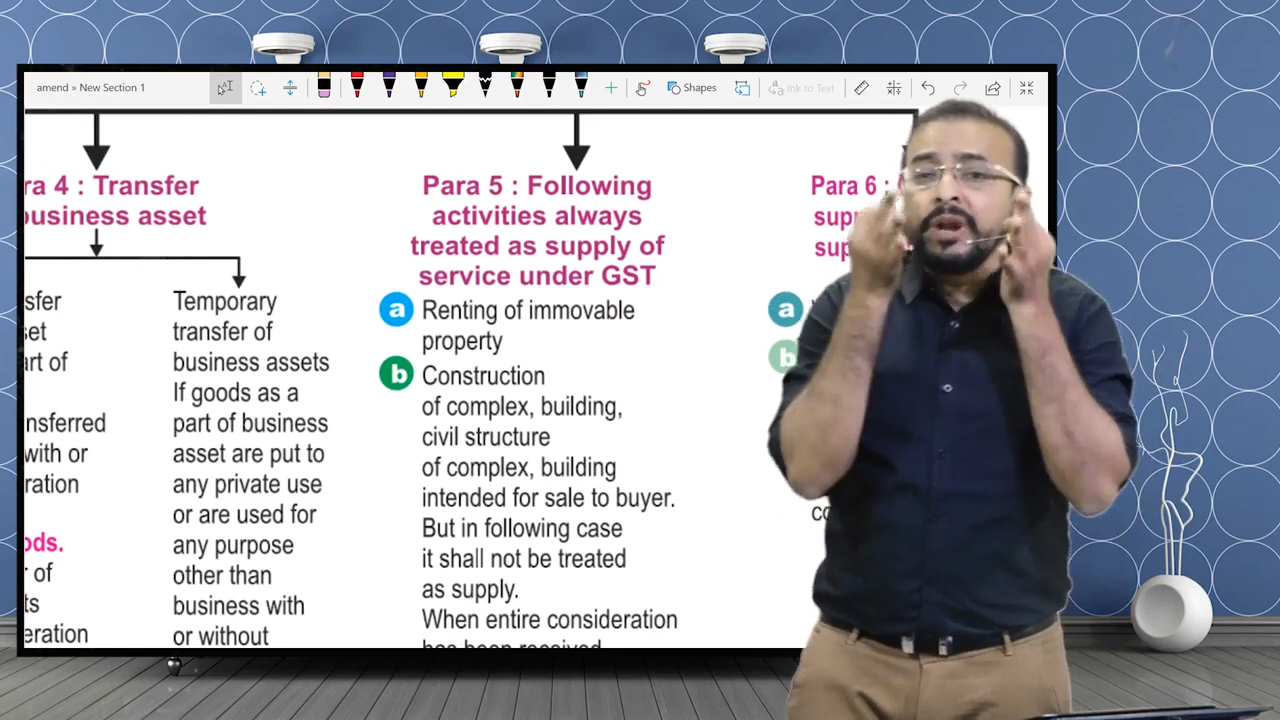 amend » New Section 1
Shapes
Ink to Text
ra 4 : Transfer
business asset
sfer
set
art of
nsferred
with or
ration
ods.
r of
ts
eration
Temporary
transfer of
business assets
If goods as a
part of business
asset are put to
any private use
or are used for
any purpose
other than
business with
or without
Para 5 : Following
activities always
treated as supply of
service under GST
a Renting of immovable
property
b Construction
of complex, building,
civil structure
of complex, building
intended for sale to buyer.
But in following case
it shall not be treated
as supply.
When entire consideration
has been received
Para 6 :
sup
sup
a
b
co